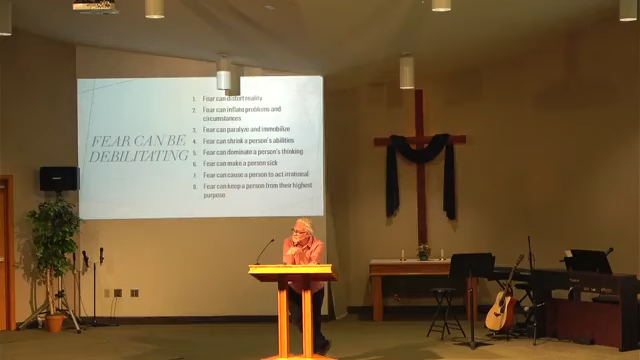 FEAR CAN BE
DEBILITATING
1. Fear can distort reality
2. Fear can inflate problems and
circumstances
3. Fear can paralyze and immobilize
4. Fear can shrink a person's abilities
5. Fear can dominate a person's thinking
6. Fear can make a person sick
7. Fear can cause a person to act irrational
8. Fear can keep a person from their highest
purpose